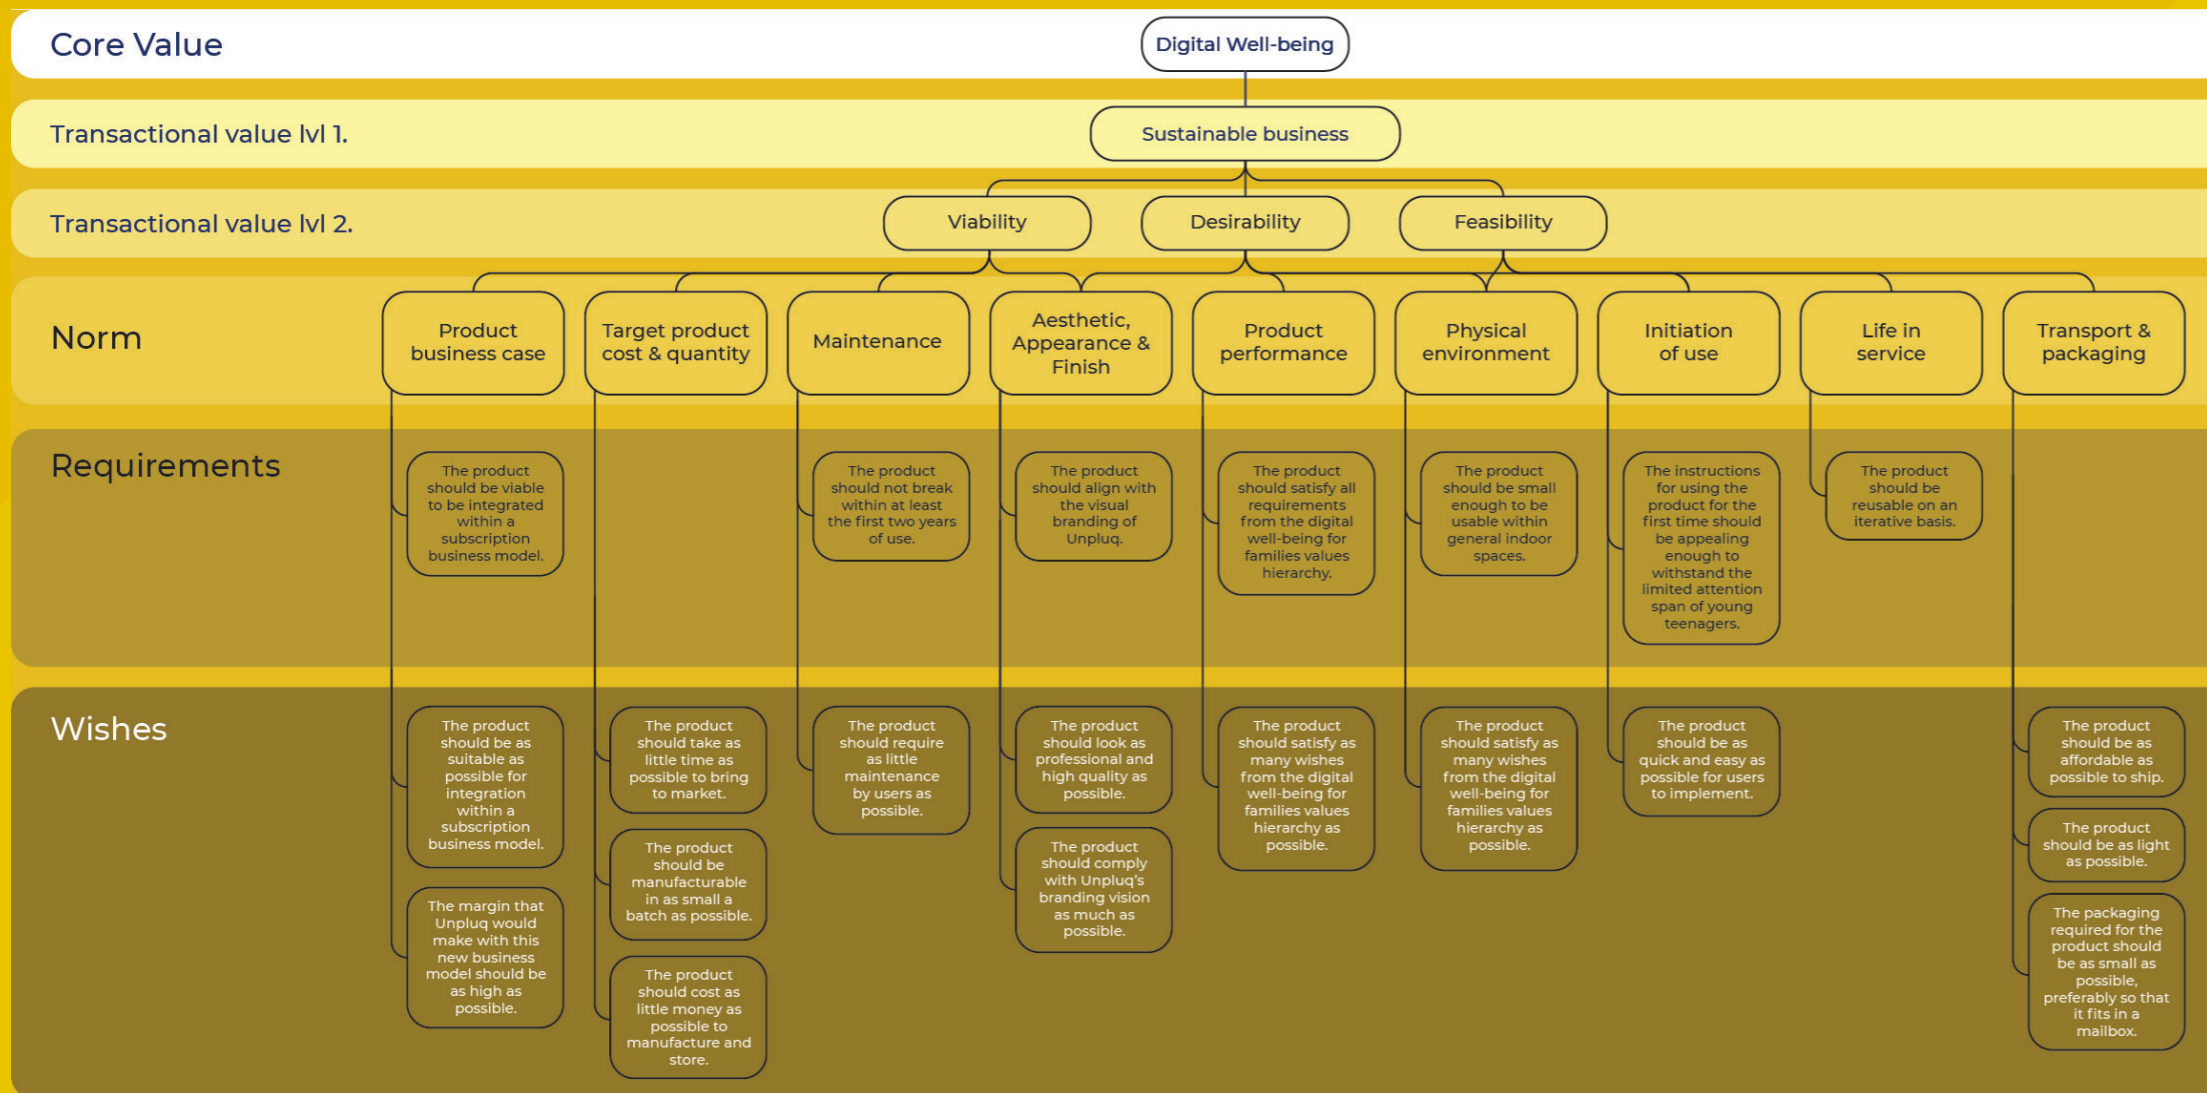 Core Value
Digital Well-being
Transactional value lvl 1.
Sustainable business
Transactional value lvl 2.
Viability
Desirability
Feasibility
Norm
Product
business case
Target product
cost & quantity
Maintenance
Aesthetic,
Appearance &
Finish
Product
performance
Physical
environment
Initiation
of use
Life in
service
Transport &
packaging
Requirements
The product
should be viable
to be integrated
within a
subscription
business model.
The product
should not break
within at least
the first two years
of use.
The product
should align with
the visual
branding of
Unpluq.
The product
should satisfy all
requirements
from the digital
well-being for
families values
hierarchy.
The product
should be small
enough to be
usable within
general indoor
spaces.
The instructions
for using the
product for the
first time should
be appealing
enough to
withstand the
limited attention
span of young
teenagers.
The product
should be
reusable on an
iterative basis.
Wishes
The product
should be as
suitable as
possible for
integration
within a
subscription
business model.
The margin that
Unpluq would
make with this
new business
model should be
as high as
possible.
The product
should take as
little time as
possible to bring
to market.
The product
should be
manufacturable
in as small a
batch as possible.
The product
should cost as
little money as
possible to
manufacture and
store.
The product
should require
as little
maintenance
by users as
possible.
The product
should look as
professional and
high quality as
possible.
The product
should comply
with Unpluq's
branding vision
as much as
possible.
The product
should satisfy as
many wishes
from the digital
well-being for
families values
hierarchy as
possible.
The product
should satisfy as
many wishes
from the digital
well-being for
families values
hierarchy as
possible.
The product
should be as
quick and easy as
possible for users
to implement.
The product
should be as
affordable as
possible to ship.
The product
should be as light
as possible.
The packaging
required for the
product should
be as small as
possible,
preferably so that
it fits in a
mailbox.